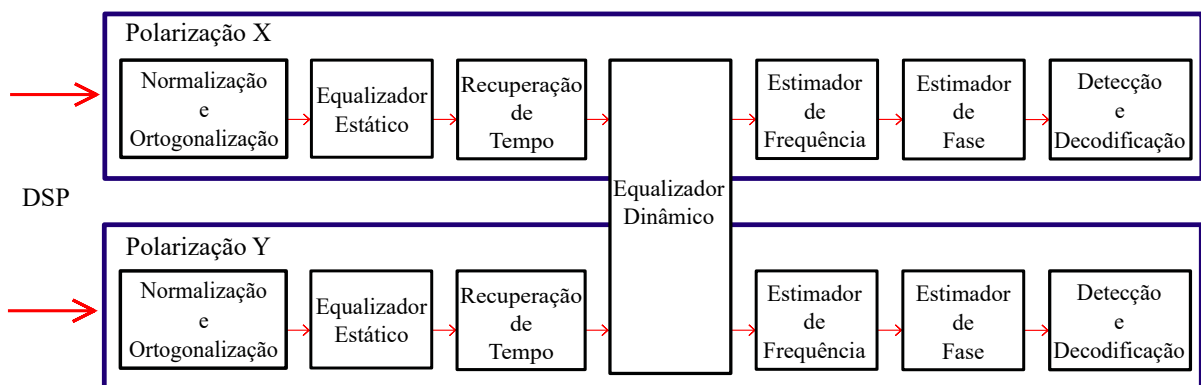 Polarização X
Normalização
e
Ortogonalização
Equalizador
Estático
Recuperação
de
Tempo
Equalizador
Dinâmico
Estimador
de
Frequência
Estimador
de
Fase
Detecção
e
Decodificação
DSP
Polarização Y
Normalização
e
Ortogonalização
Equalizador
Estático
Recuperação
de
Tempo
Estimador
de
Frequência
Estimador
de
Fase
Detecção
e
Decodificação